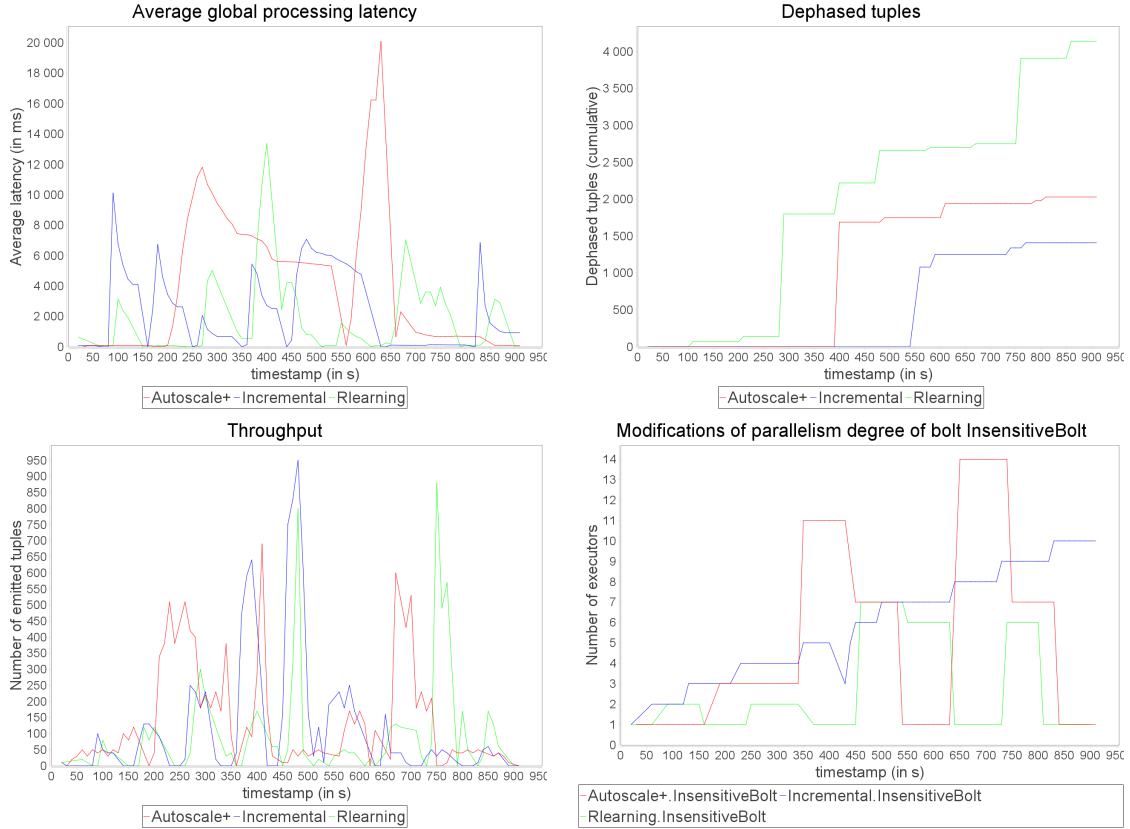 Average global processing latency
Average latency (in ms)
20 000
18 000
16 000
14 000
12 000
10 000
8 000
6 000
4 000
2 000
0
0 50 100 150 200 250 300 350 400 450 500 550 600 650 700 750 800 850 900 950
timestamp (in s)
Autoscale+ Incremental Rlearning
Dephased tuples
Dephased tuples (cumulative)
4 000
3 500
3 000
2 500
2 000
1 500
1 000
500
0
0 50 100 150 200 250 300 350 400 450 500 550 600 650 700 750 800 850 900 950
timestamp (in s)
Autoscale+ Incremental Rlearning
Throughput
Number of emitted tuples
950
900
850
800
750
700
650
600
550
500
450
400
350
300
250
200
150
100
50
0
0 50 100 150 200 250 300 350 400 450 500 550 600 650 700 750 800 850 900 950
timestamp (in s)
Autoscale+ Incremental Rlearning
Modifications of parallelism degree of bolt InsensitiveBolt
Number of executors
14
13
12
11
10
9
8
7
6
5
4
3
2
1
0
0 50 100 150 200 250 300 350 400 450 500 550 600 650 700 750 800 850 900 950
timestamp (in s)
Autoscale+.InsensitiveBolt Incremental.InsensitiveBolt
Rlearning.InsensitiveBolt